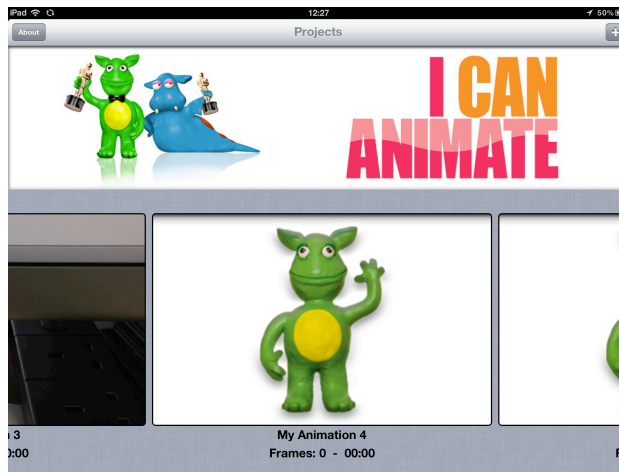 iPad 12:27 50%
About Projects +
I CAN
ANIMATE
3
My Animation 4
:00
Frames: 0 - 00:00